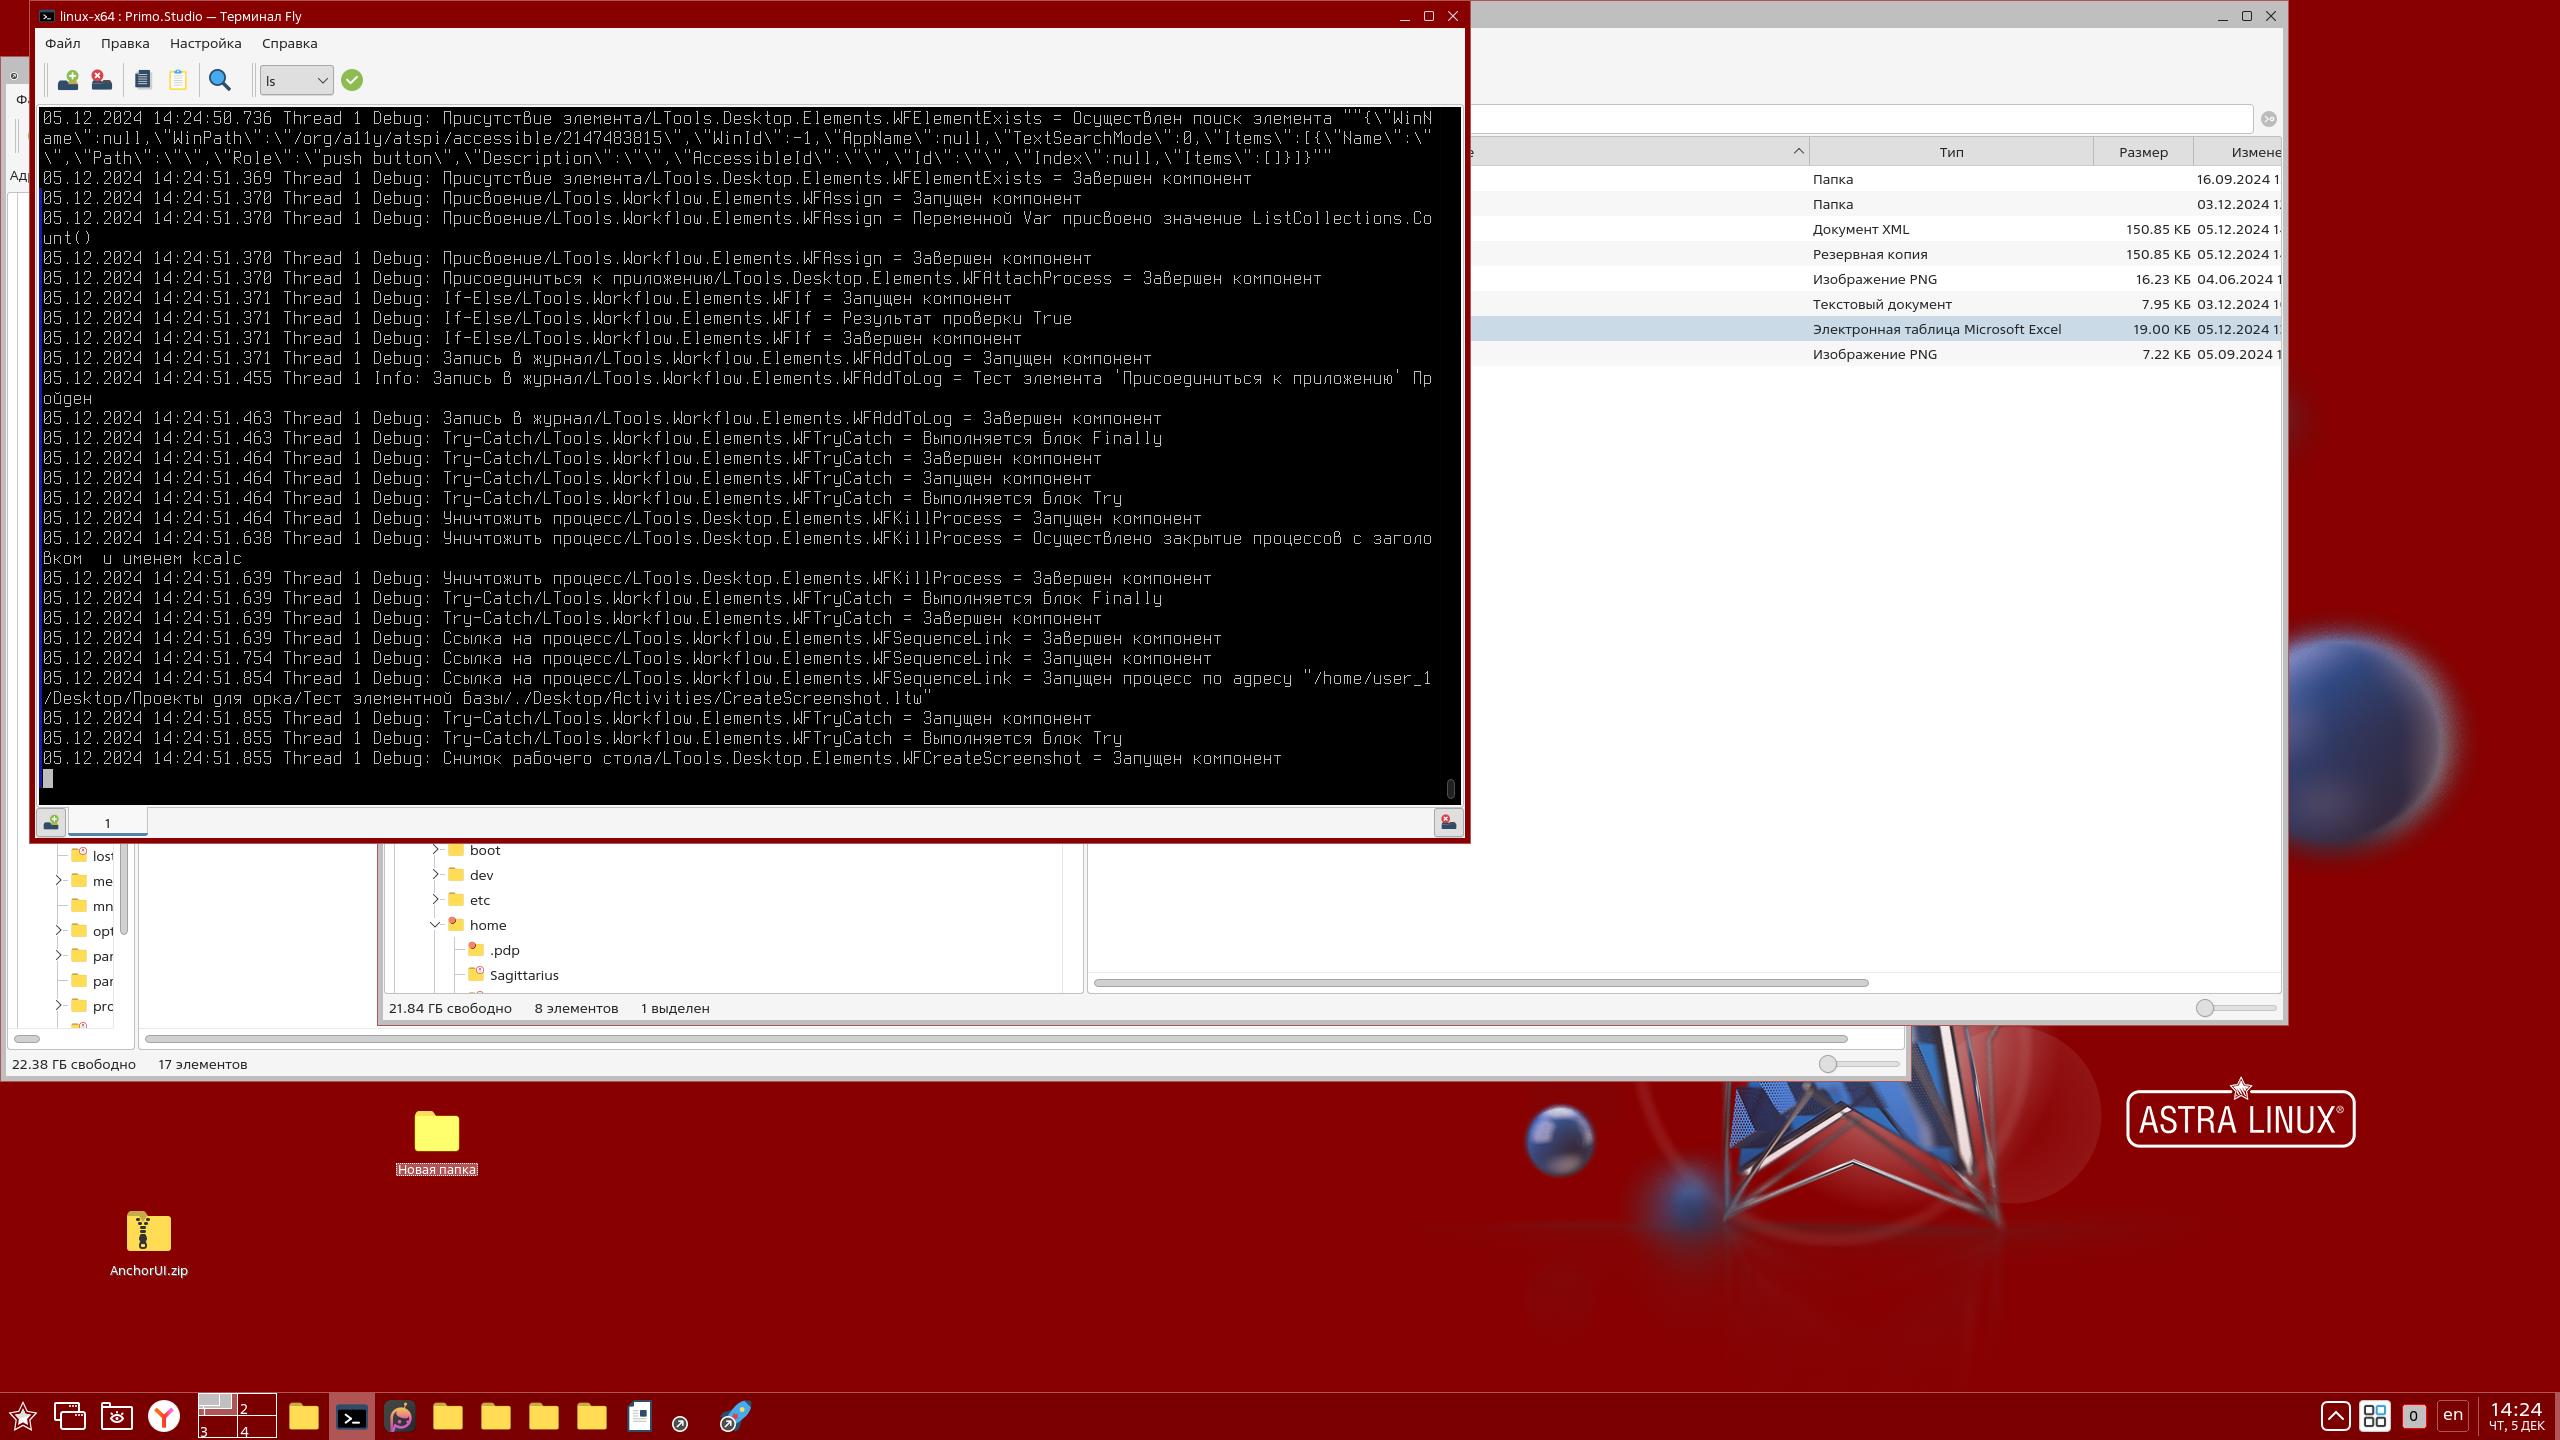 linux-x64 : Primo.Studio — Терминал Fly
Файл Правка Настройка Справка
ls
05.12.2024 14:24:50.736 Thread 1 Debug: Присутствие элемента/LTools.Desktop.Elements.WFElementExists = Осуществлен поиск элемента ""{\"WinN
ame\":null,\"WinPath\":\"/org/a11y/atspi/accessible/2147483815\",\"WinId\":-1,\"AppName\":null,\"TextSearchMode\":0,\"Items\":[{\"Name\":\"
\",\"Path\":\"\",\"Role\":\"push button\",\"Description\":\"\",\"AccessibleId\":\"\",\"Id\":\"\",\"Index\":null,\"Items\":[]}]}""
05.12.2024 14:24:51.369 Thread 1 Debug: Присутствие элемента/LTools.Desktop.Elements.WFElementExists = Завершен компонент
05.12.2024 14:24:51.370 Thread 1 Debug: Присвоение/LTools.Workflow.Elements.WFAssign = Запущен компонент
05.12.2024 14:24:51.370 Thread 1 Debug: Присвоение/LTools.Workflow.Elements.WFAssign = Переменной Var присвоено значение ListCollections.Co
unt()
05.12.2024 14:24:51.370 Thread 1 Debug: Присвоение/LTools.Workflow.Elements.WFAssign = Завершен компонент
05.12.2024 14:24:51.370 Thread 1 Debug: Присоединиться к приложению/LTools.Desktop.Elements.WFAttachProcess = Завершен компонент
05.12.2024 14:24:51.371 Thread 1 Debug: If-Else/LTools.Workflow.Elements.WFIf = Запущен компонент
05.12.2024 14:24:51.371 Thread 1 Debug: If-Else/LTools.Workflow.Elements.WFIf = Результат проверки True
05.12.2024 14:24:51.371 Thread 1 Debug: If-Else/LTools.Workflow.Elements.WFIf = Завершен компонент
05.12.2024 14:24:51.371 Thread 1 Debug: Запись в журнал/LTools.Workflow.Elements.WFAddToLog = Запущен компонент
05.12.2024 14:24:51.455 Thread 1 Info: Запись в журнал/LTools.Workflow.Elements.WFAddToLog = Тест элемента 'Присоединиться к приложению' Пр
ойден
05.12.2024 14:24:51.463 Thread 1 Debug: Запись в журнал/LTools.Workflow.Elements.WFAddToLog = Завершен компонент
05.12.2024 14:24:51.463 Thread 1 Debug: Try-Catch/LTools.Workflow.Elements.WFTryCatch = Выполняется блок Finally
05.12.2024 14:24:51.464 Thread 1 Debug: Try-Catch/LTools.Workflow.Elements.WFTryCatch = Завершен компонент
05.12.2024 14:24:51.464 Thread 1 Debug: Try-Catch/LTools.Workflow.Elements.WFTryCatch = Запущен компонент
05.12.2024 14:24:51.464 Thread 1 Debug: Try-Catch/LTools.Workflow.Elements.WFTryCatch = Выполняется блок Try
05.12.2024 14:24:51.464 Thread 1 Debug: Уничтожить процесс/LTools.Desktop.Elements.WFKillProcess = Запущен компонент
05.12.2024 14:24:51.638 Thread 1 Debug: Уничтожить процесс/LTools.Desktop.Elements.WFKillProcess = Осуществлено закрытие процессов с заголо
вком  и именем kcalc
05.12.2024 14:24:51.639 Thread 1 Debug: Уничтожить процесс/LTools.Desktop.Elements.WFKillProcess = Завершен компонент
05.12.2024 14:24:51.639 Thread 1 Debug: Try-Catch/LTools.Workflow.Elements.WFTryCatch = Выполняется блок Finally
05.12.2024 14:24:51.639 Thread 1 Debug: Try-Catch/LTools.Workflow.Elements.WFTryCatch = Завершен компонент
05.12.2024 14:24:51.639 Thread 1 Debug: Ссылка на процесс/LTools.Workflow.Elements.WFSequenceLink = Завершен компонент
05.12.2024 14:24:51.754 Thread 1 Debug: Ссылка на процесс/LTools.Workflow.Elements.WFSequenceLink = Запущен компонент
05.12.2024 14:24:51.854 Thread 1 Debug: Ссылка на процесс/LTools.Workflow.Elements.WFSequenceLink = Запущен процесс по адресу "/home/user_1
/Desktop/Проекты для орка/Тест элементной базы/./Desktop/Activities/CreateScreenshot.ltw"
05.12.2024 14:24:51.855 Thread 1 Debug: Try-Catch/LTools.Workflow.Elements.WFTryCatch = Запущен компонент
05.12.2024 14:24:51.855 Thread 1 Debug: Try-Catch/LTools.Workflow.Elements.WFTryCatch = Выполняется блок Try
05.12.2024 14:24:51.855 Thread 1 Debug: Снимок рабочего стола/LTools.Desktop.Elements.WFCreateScreenshot = Запущен компонент
1
Тип Размер Измене
Папка 16.09.2024 1
Папка 03.12.2024 1
Документ XML 150.85 КБ 05.12.2024 1
Резервная копия 150.85 КБ 05.12.2024 1
Изображение PNG 16.23 КБ 04.06.2024 1
Текстовый документ 7.95 КБ 03.12.2024 1
Электронная таблица Microsoft Excel 19.00 КБ 05.12.2024 1
Изображение PNG 7.22 КБ 05.09.2024 1
Ф
Адр
lost
me
mn
opt
par
par
pro
boot
dev
etc
home
.pdp
Sagittarius
21.84 ГБ свободно 8 элементов 1 выделен
22.38 ГБ свободно 17 элементов
Новая папка
AnchorUI.zip
ASTRA LINUX®
2
3 4
0
en
14:24
ЧТ, 5 ДЕК